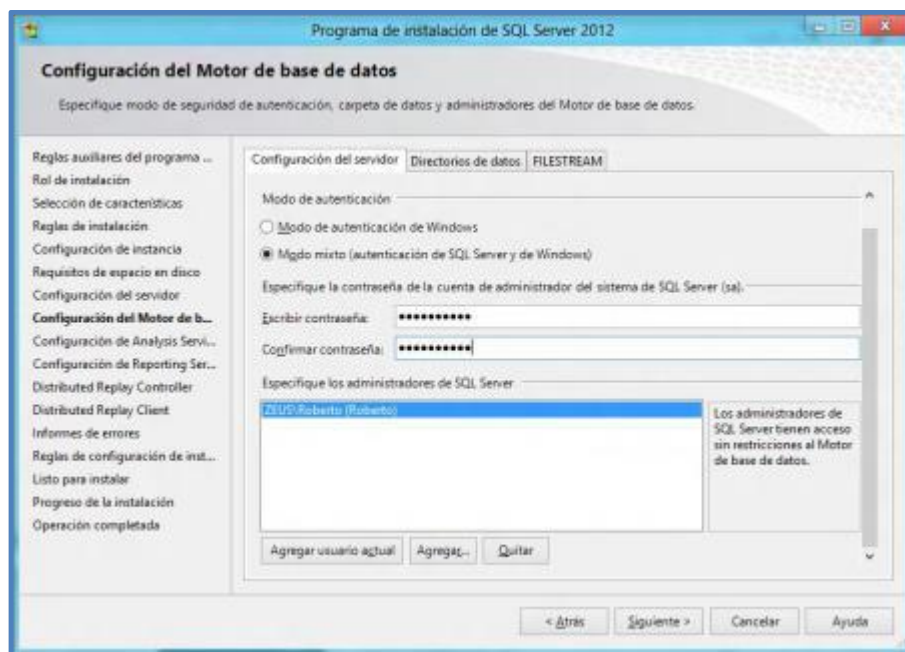 Programa de instalación de SQL Server 2012
Configuración del Motor de base de datos
Especifique modo de seguridad de autenticación, carpeta de datos y administradores del Motor de base de datos.
Reglas auxiliares del programa ...
Rol de instalación
Selección de características
Reglas de instalación
Configuración de instancia
Requisitos de espacio en disco
Configuración del servidor
Configuración del Motor de b...
Configuración de Analysis Servi...
Configuración de Reporting Ser...
Distributed Replay Controller
Distributed Replay Client
Informes de errores
Reglas de configuración de inst...
Listo para instalar
Progreso de la instalación
Operación completada
Configuración del servidor Directorios de datos FILESTREAM
Modo de autenticación
Modo de autenticación de Windows
Modo mixto (autenticación de SQL Server y de Windows)
Especifique la contraseña de la cuenta de administrador del sistema de SQL Server (sa).
Escribir contraseña: ●●●●●●●●●●
Confirmar contraseña: ●●●●●●●●●●
Especifique los administradores de SQL Server
ZEUS\Roberto (Roberto)
Los administradores de
SQL Server tienen acceso
sin restricciones al Motor
de base de datos.
Agregar usuario actual Agregar... Quitar
< Atrás Siguiente > Cancelar Ayuda